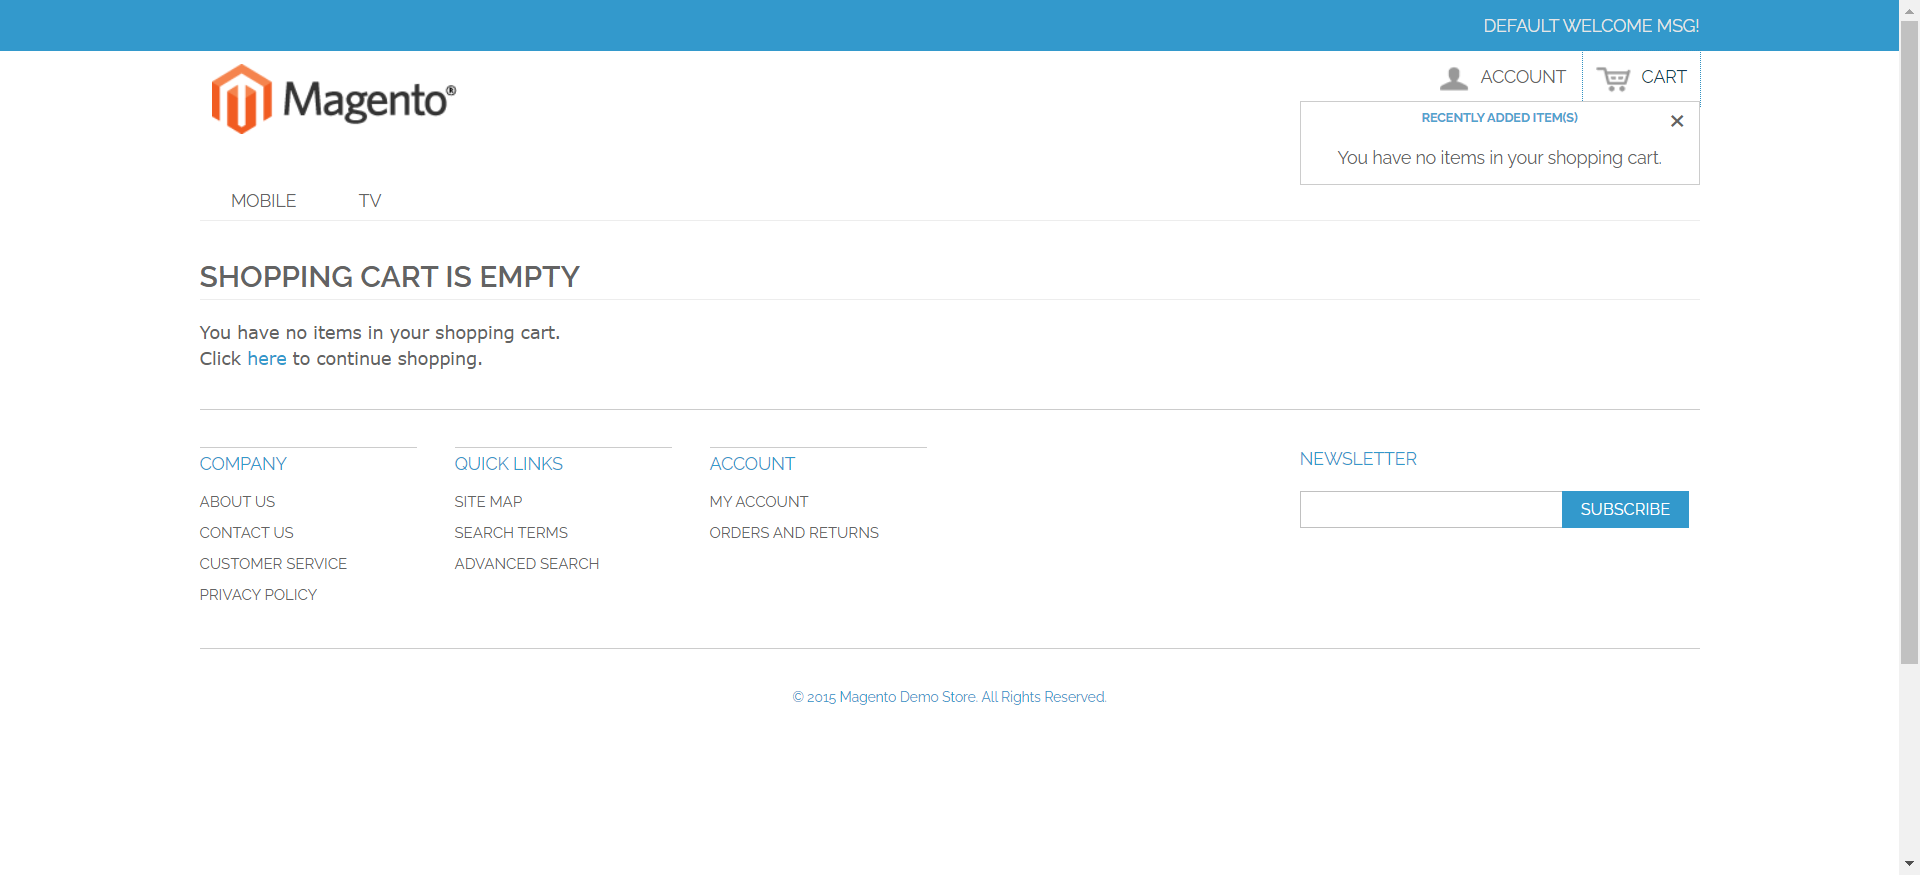 DEFAULT WELCOME MSG!
Magento®
ACCOUNT
CART
RECENTLY ADDED ITEM(S)
You have no items in your shopping cart.
MOBILE
TV
SHOPPING CART IS EMPTY
You have no items in your shopping cart.
Click here to continue shopping.
COMPANY
ABOUT US
CONTACT US
CUSTOMER SERVICE
PRIVACY POLICY
QUICK LINKS
SITE MAP
SEARCH TERMS
ADVANCED SEARCH
ACCOUNT
MY ACCOUNT
ORDERS AND RETURNS
NEWSLETTER
SUBSCRIBE
© 2015 Magento Demo Store. All Rights Reserved.